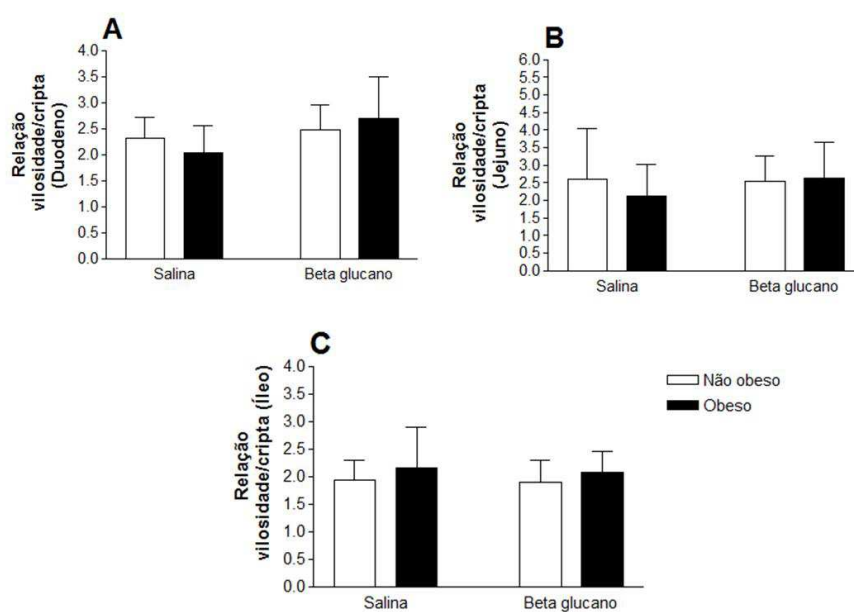 A
Relação
vilosidade/cripta
(Duodeno)
4.0
3.5
3.0
2.5
2.0
1.5
1.0
0.5
0.0
Salina
Beta glucano
B
Relação
vilosidade/cripta
(Jejuno)
6.0
5.5
5.0
4.5
4.0
3.5
3.0
2.5
2.0
1.5
1.0
0.5
0.0
Salina
Beta glucano
C
Relação
vilosidade/cripta (Íleo)
4.0
3.5
3.0
2.5
2.0
1.5
1.0
0.5
0.0
Salina
Beta glucano
Não obeso
Obeso